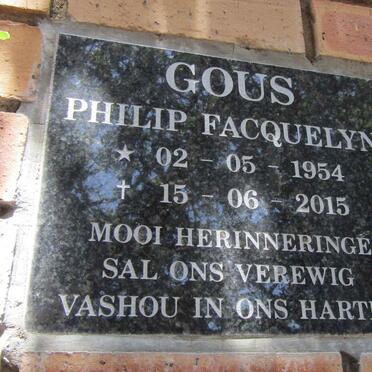 GOUS
PHILIP FACQUELYN
★ 02 – 05 – 1954
✝ 15 – 06 – 2015
MOOI HERINNERINGE
SAL ONS VEREWIG
VASHOU IN ONS HART